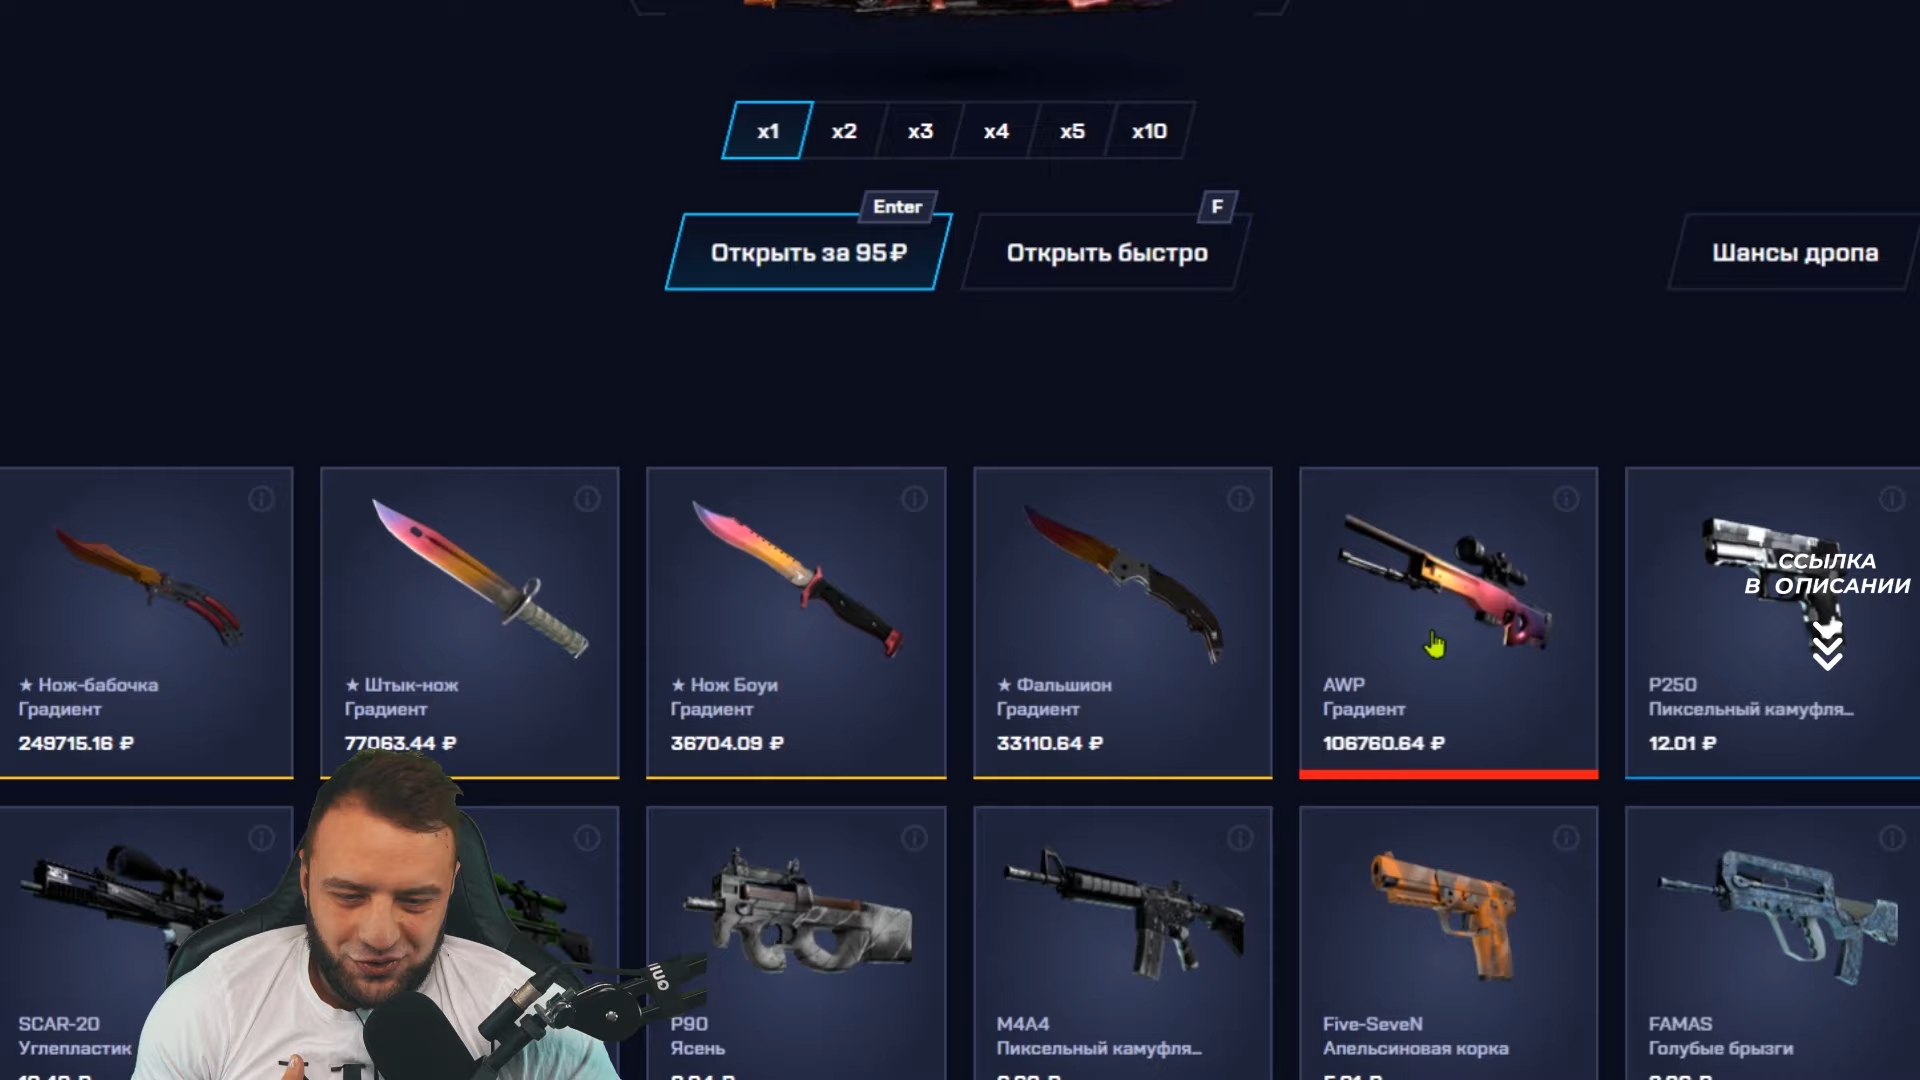 x1 x2 x3 x4 x5 x10
Enter
F
Открыть за 95₽
Открыть быстро
Шансы дропа
★ Нож-бабочка
Градиент
249715.16 ₽
★ Штык-нож
Градиент
77063.44 ₽
★ Нож Боуи
Градиент
36704.09 ₽
★ Фальшион
Градиент
33110.64 ₽
AWP
Градиент
106760.64 ₽
P250
Пиксельный камуфля...
12.01 ₽
ССЫЛКА
В ОПИСАНИИ
SCAR-20
Углепластик
P90
Ясень
M4A4
Пиксельный камуфля...
Five-SeveN
Апельсиновая корка
FAMAS
Голубые брызги